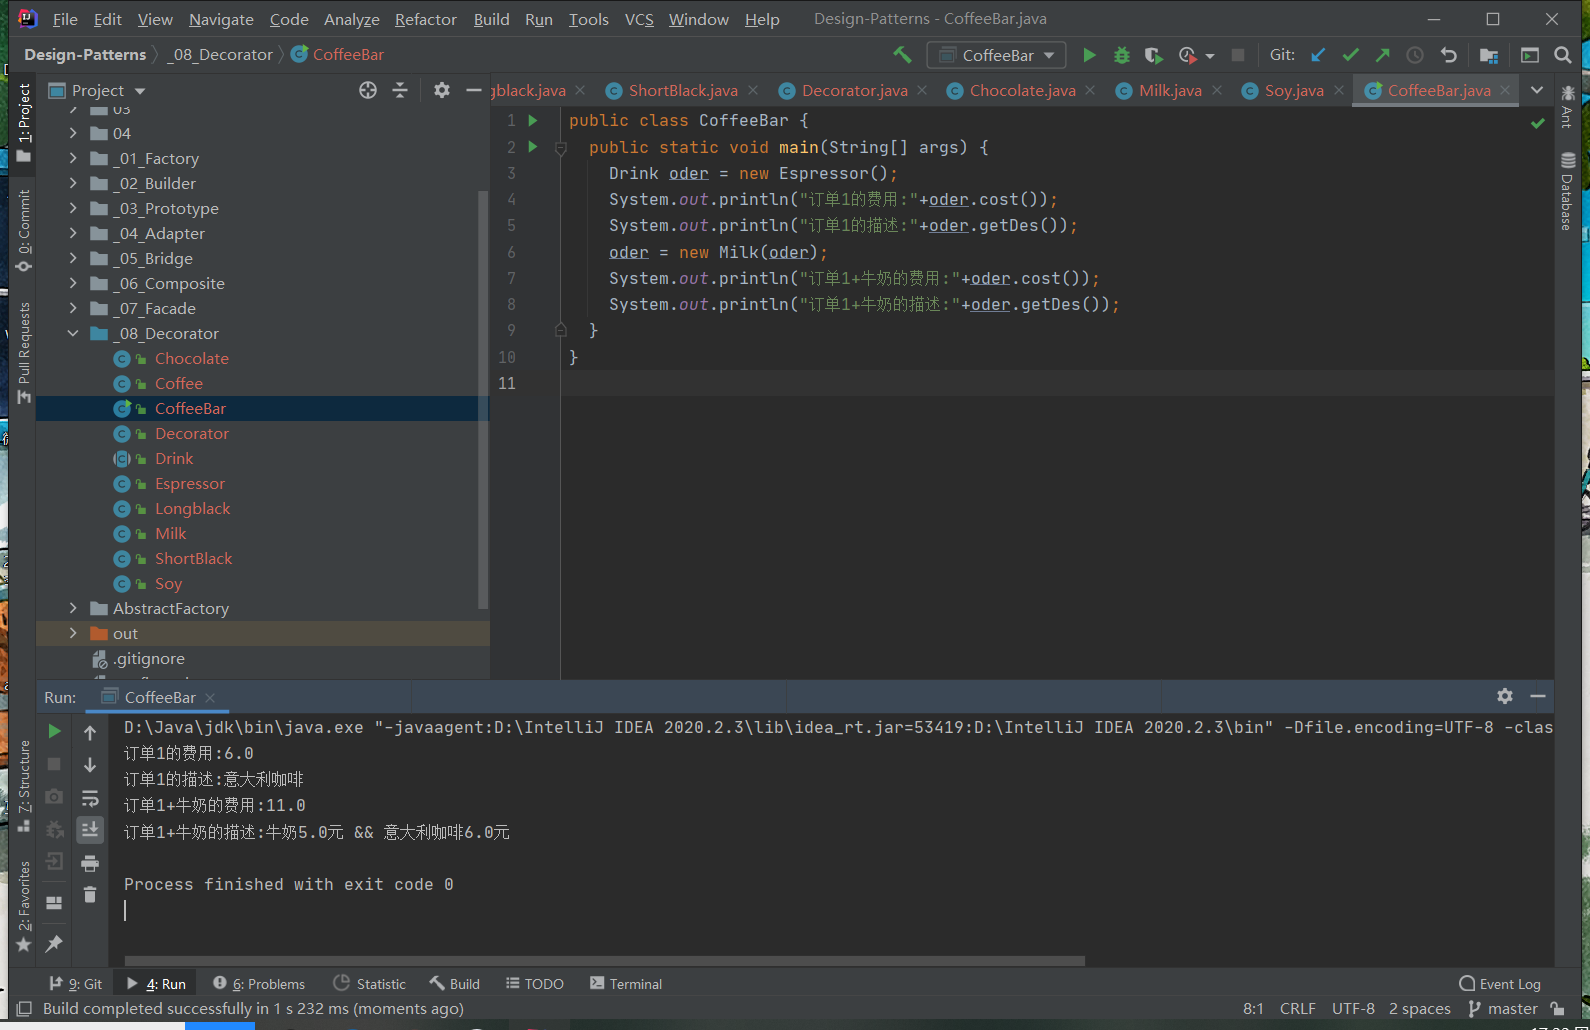 File Edit View Navigate Code Analyze Refactor Build Run Tools VCS Window Help Design-Patterns - CoffeeBar.java
Design-Patterns _08_Decorator CoffeeBar CoffeeBar Git:
1: Project
0: Commit
Pull Requests
7: Structure
2: Favorites
Project
03
04
_01_Factory
_02_Builder
_03_Prototype
_04_Adapter
_05_Bridge
_06_Composite
_07_Facade
_08_Decorator
Chocolate
Coffee
CoffeeBar
Decorator
Drink
Espressor
Longblack
Milk
ShortBlack
Soy
AbstractFactory
out
.gitignore
gblack.java ShortBlack.java Decorator.java Chocolate.java Milk.java Soy.java CoffeeBar.java
1 public class CoffeeBar {
2 public static void main(String[] args) {
3 Drink oder = new Espressor();
4 System.out.println("订单1的费用:"+oder.cost());
5 System.out.println("订单1的描述:"+oder.getDes());
6 oder = new Milk(oder);
7 System.out.println("订单1+牛奶的费用:"+oder.cost());
8 System.out.println("订单1+牛奶的描述:"+oder.getDes());
9 }
10 }
11
Ant
Database
Run: CoffeeBar
D:\Java\jdk\bin\java.exe "-javaagent:D:\IntelliJ IDEA 2020.2.3\lib\idea_rt.jar=53419:D:\IntelliJ IDEA 2020.2.3\bin" -Dfile.encoding=UTF-8 -clas
订单1的费用:6.0
订单1的描述:意大利咖啡
订单1+牛奶的费用:11.0
订单1+牛奶的描述:牛奶5.0元 && 意大利咖啡6.0元
Process finished with exit code 0
9: Git 4: Run 6: Problems Statistic Build TODO Terminal Event Log
Build completed successfully in 1 s 232 ms (moments ago) 8:1 CRLF UTF-8 2 spaces master